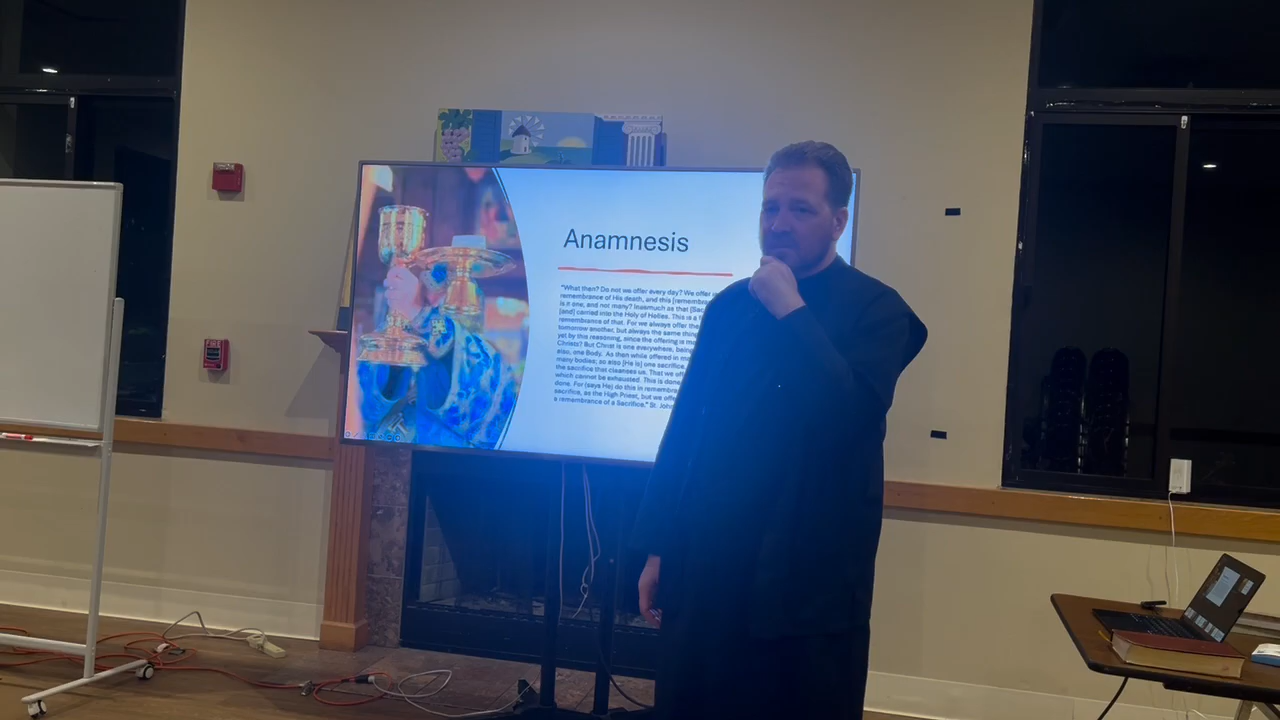 Anamnesis
"What then? Do not we offer every day? We offer
remembrance of His death, and this
is it one, and not many? Inasmuch as that
[and] carried into the Holy of Holies. This is a
remembrance of that. For we always offer the
tomorrow another, but always the same thing
yet by this reasoning, since the offering is
Christs? But Christ is one everywhere, being
also, one Body. As then while offered in
many bodies; so also [He is] one sacrifice.
the sacrifice that cleanses us. That we
which cannot be exhausted. This is done
done. For (says He) do this in
sacrifice, as the High Priest, but we
a remembrance of a Sacrifice." St. John